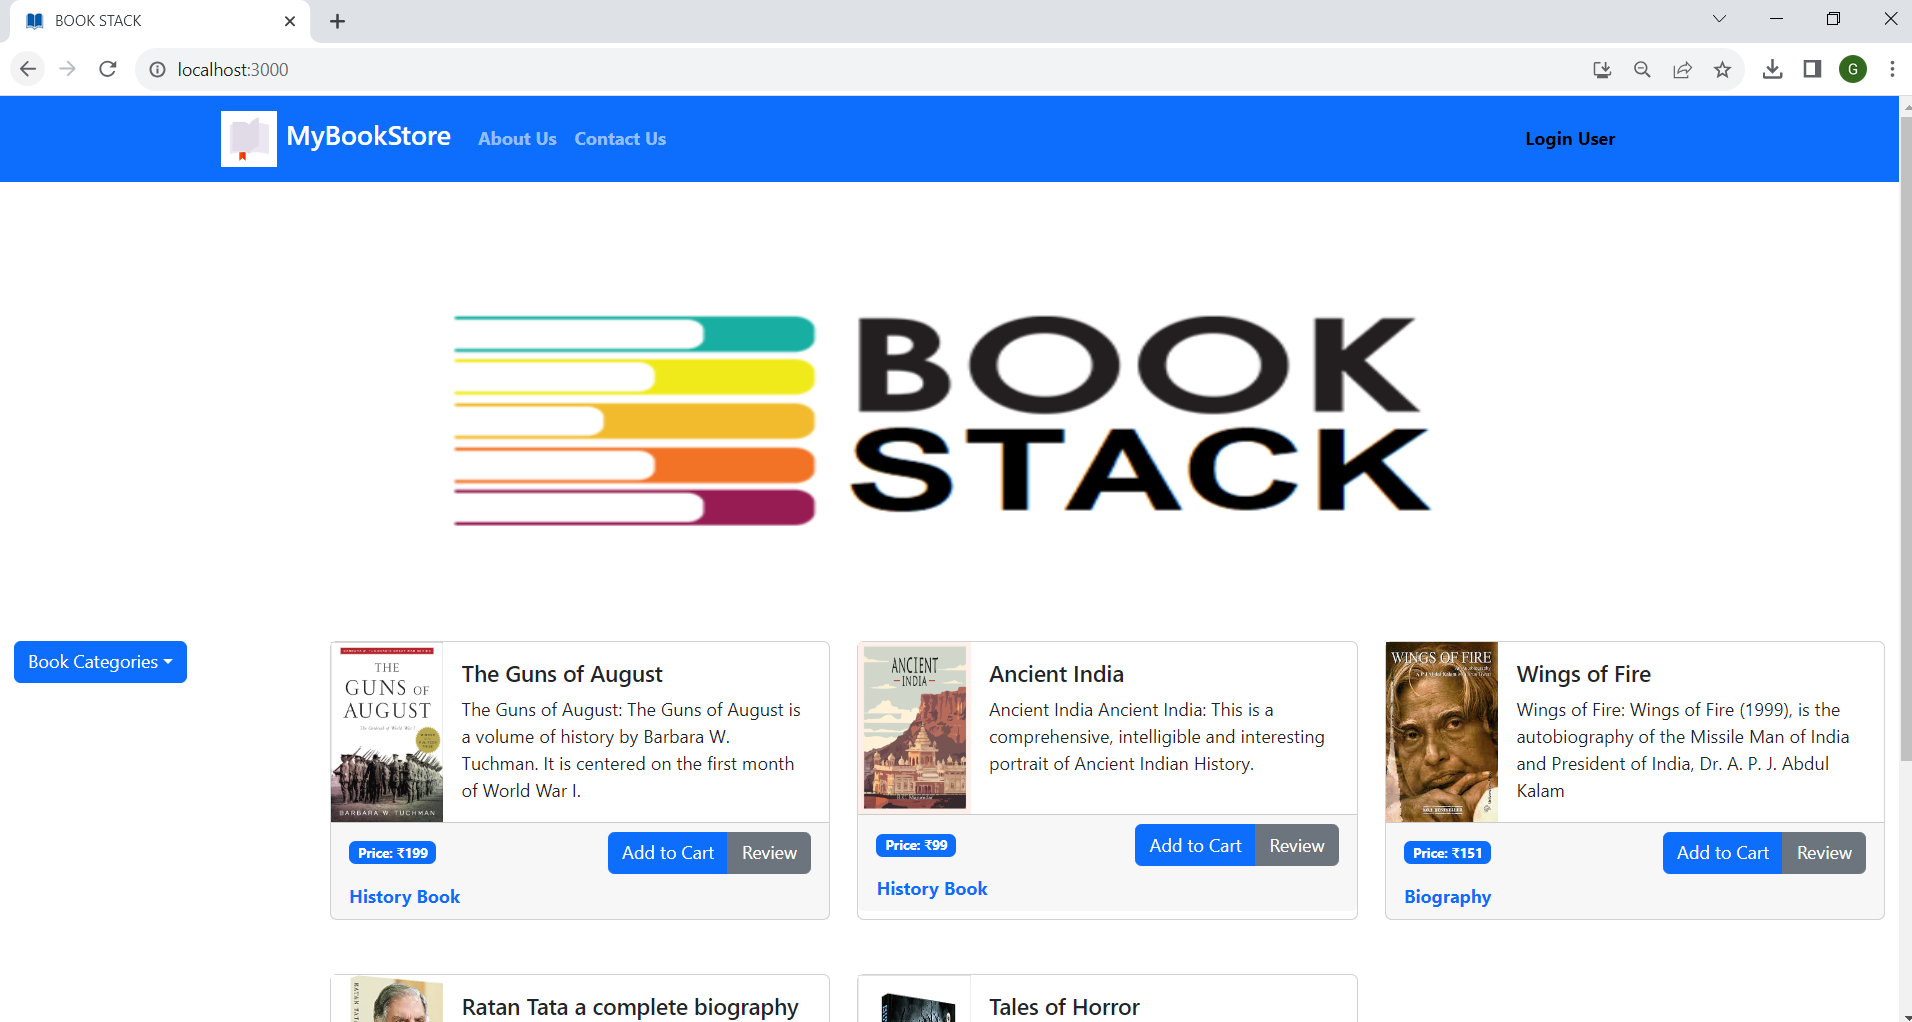 BOOK STACK
localhost:3000
G
MyBookStore
About Us
Contact Us
Login User
BOOK
STACK
Book Categories
THE
GUNS OF
AUGUST
BARBARA W. TUCHMAN
The Guns of August
The Guns of August: The Guns of August is
a volume of history by Barbara W.
Tuchman. It is centered on the first month
of World War I.
Price: ₹199
Add to Cart
Review
History Book
ANCIENT
INDIA
Ancient India
Ancient India Ancient India: This is a
comprehensive, intelligible and interesting
portrait of Ancient Indian History.
Price: ₹99
Add to Cart
Review
History Book
WINGS OF FIRE
Wings of Fire
Wings of Fire: Wings of Fire (1999), is the
autobiography of the Missile Man of India
and President of India, Dr. A. P. J. Abdul
Kalam
Price: ₹151
Add to Cart
Review
Biography
Ratan Tata a complete biography
Tales of Horror